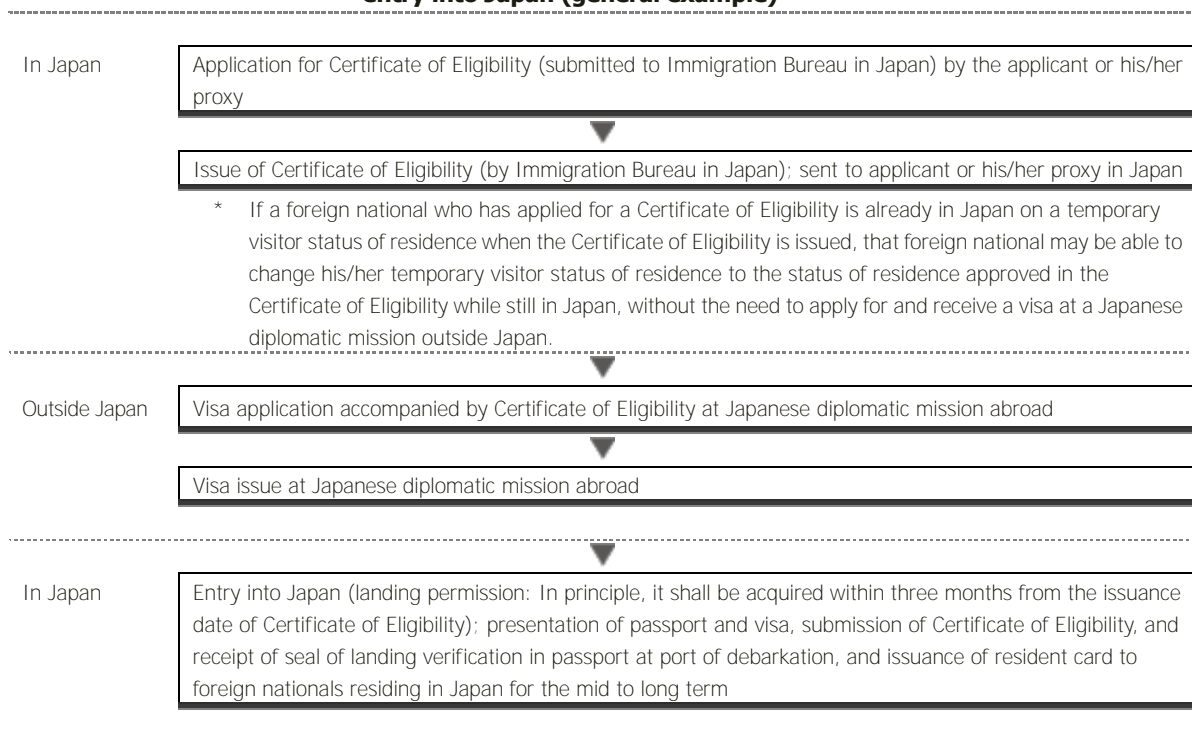 entry into Japan (general example)
In Japan
Application for Certificate of Eligibility (submitted to Immigration Bureau in Japan) by the applicant or his/her
proxy
Issue of Certificate of Eligibility (by Immigration Bureau in Japan); sent to applicant or his/her proxy in Japan
* If a foreign national who has applied for a Certificate of Eligibility is already in Japan on a temporary
visitor status of residence when the Certificate of Eligibility is issued, that foreign national may be able to
change his/her temporary visitor status of residence to the status of residence approved in the
Certificate of Eligibility while still in Japan, without the need to apply for and receive a visa at a Japanese
diplomatic mission outside Japan.
Outside Japan
Visa application accompanied by Certificate of Eligibility at Japanese diplomatic mission abroad
Visa issue at Japanese diplomatic mission abroad
In Japan
Entry into Japan (landing permission: In principle, it shall be acquired within three months from the issuance
date of Certificate of Eligibility); presentation of passport and visa, submission of Certificate of Eligibility, and
receipt of seal of landing verification in passport at port of debarkation, and issuance of resident card to
foreign nationals residing in Japan for the mid to long term